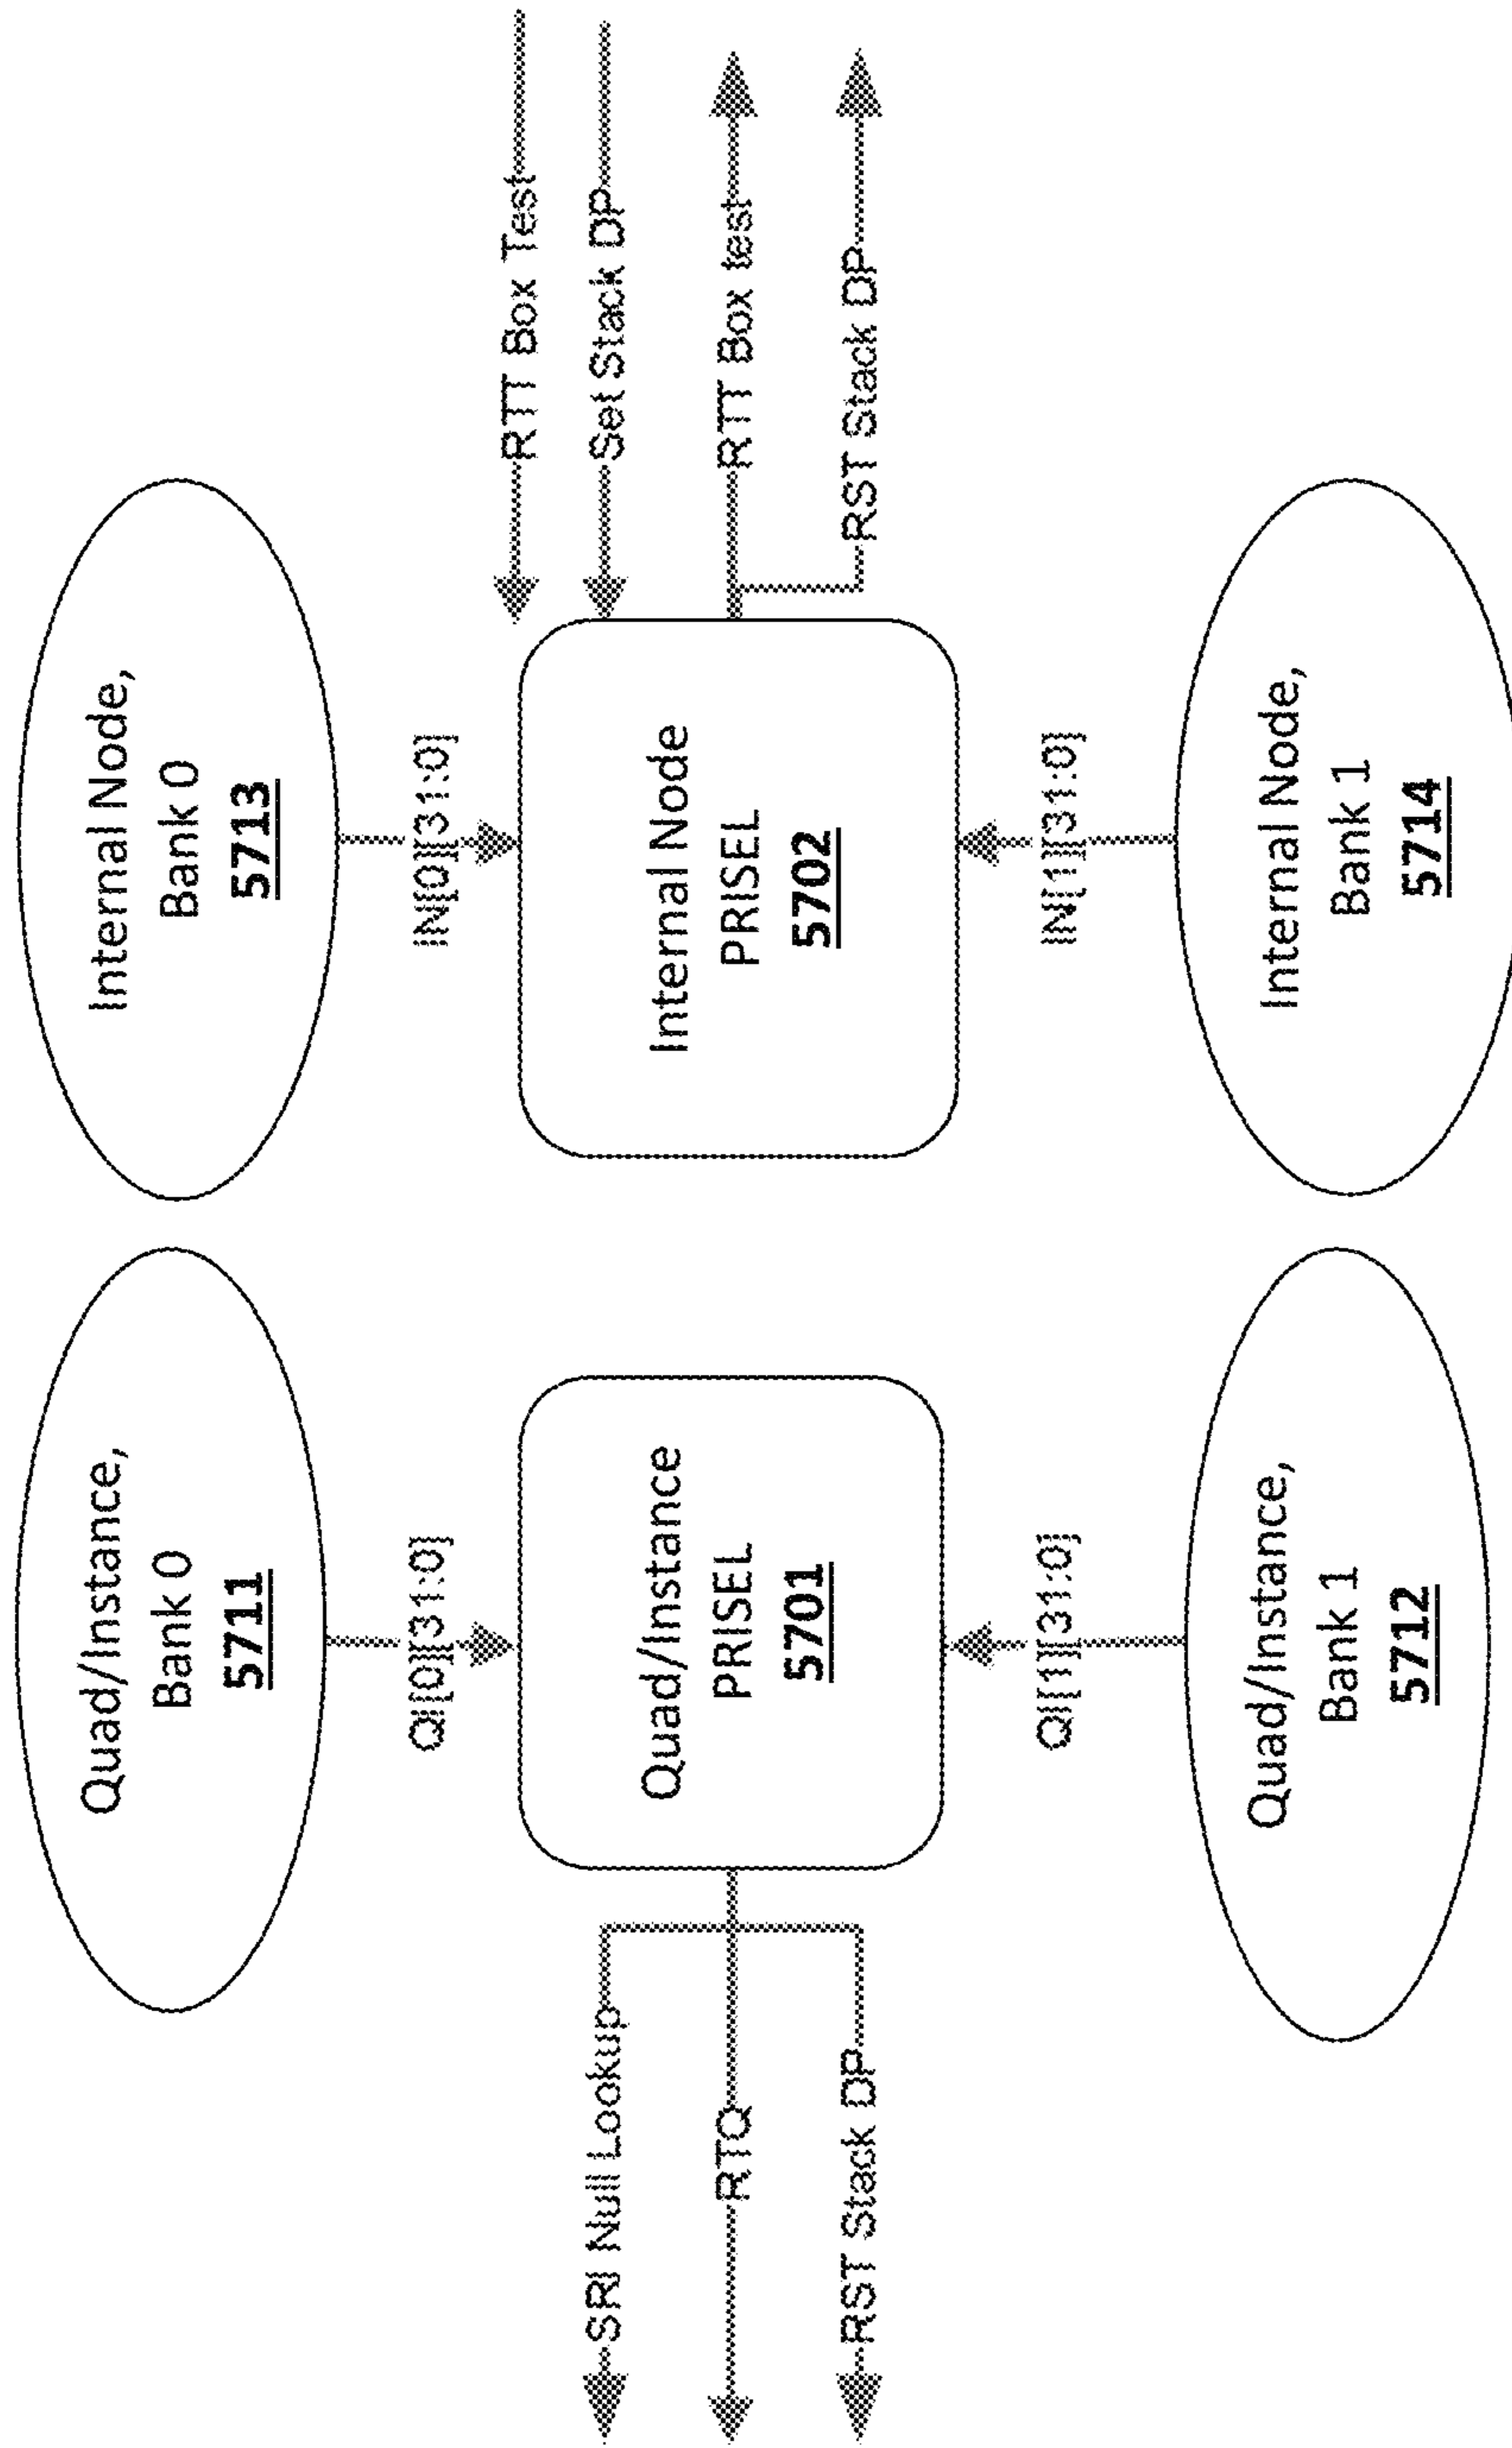 Quad/Instance,
Bank 0
5711
Internal Node,
Bank 0
5713
QI[0][31:0]
IN[0][31:0]
RTT Box Test
SRI Null Lookup
Set Stack DP
Quad/Instance
PRISEL
5701
Internal Node
PRISEL
5702
RTQ
RTT Box test
RST Stack DP
RST Stack DP
QI[1][31:0]
IN[1][31:0]
Quad/Instance,
Bank 1
5712
Internal Node,
Bank 1
5714